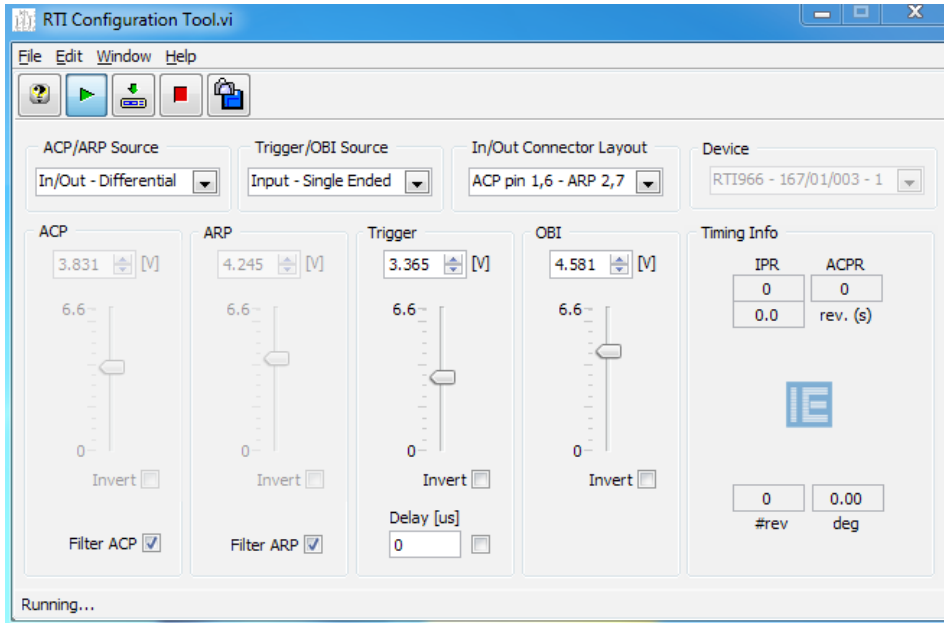 RTI Configuration Tool.vi
File Edit Window Help
ACP/ARP Source
In/Out - Differential
Trigger/OBI Source
Input - Single Ended
In/Out Connector Layout
ACP pin 1,6 - ARP 2,7
Device
RTI966 - 167/01/003 - 1
ACP
3.831 [V]
6.6
0
Invert
Filter ACP
ARP
4.245 [V]
6.6
0
Invert
Filter ARP
Trigger
3.365 [V]
6.6
0
Invert
Delay [us]
0
OBI
4.581 [V]
6.6
0
Invert
Timing Info
IPR ACPR
0 0
0.0 rev. (s)
IE
0 0.00
#rev deg
Running...